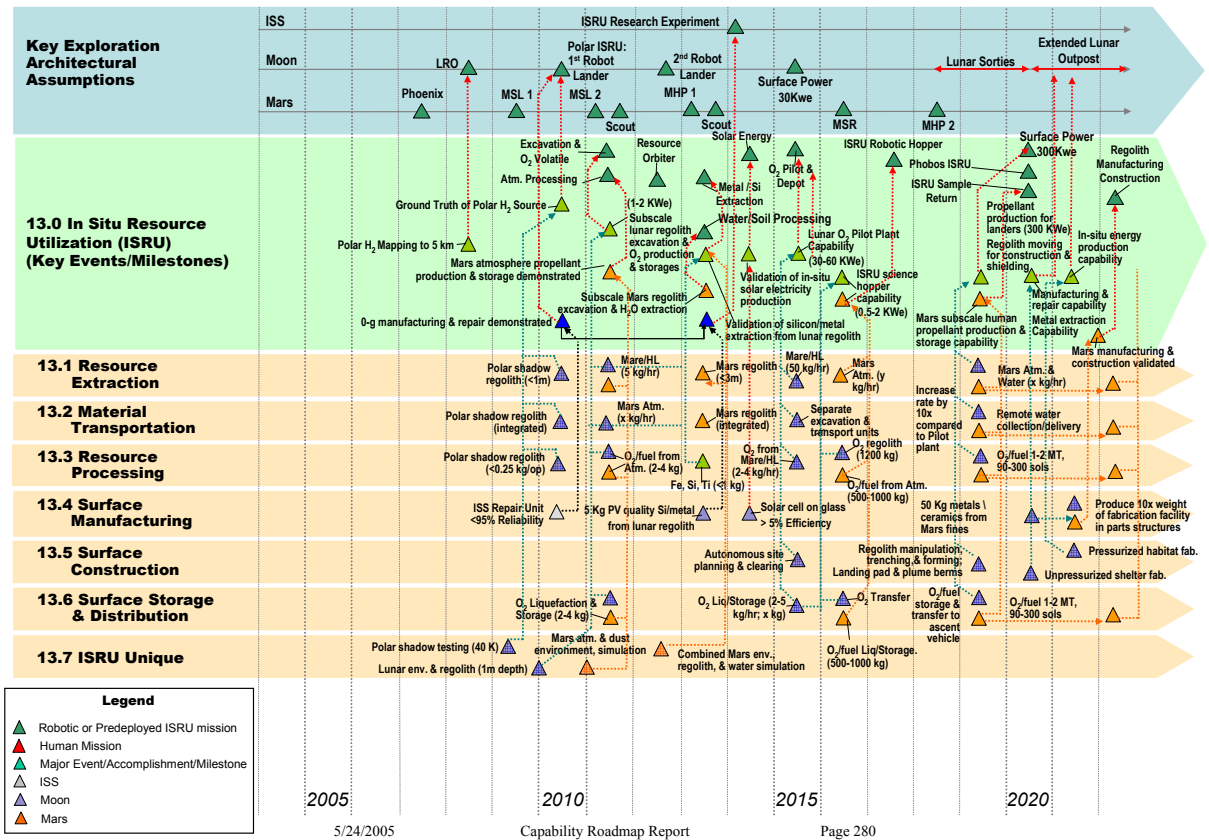 Key Exploration
Architectural
Assumptions
ISS
ISRU Research Experiment
Moon
LRO
Polar ISRU:
1st Robot
Lander
2nd Robot
Lander
Surface Power
30Kwe
Lunar Sorties
Extended Lunar
Outpost
Mars
Phoenix
MSL 1
MSL 2
Scout
MHP 1
Scout
MSR
MHP 2
13.0 In Situ Resource
Utilization (ISRU)
(Key Events/Milestones)
Excavation &
O2 Volatile
Atm. Processing
(1-2 KWe)
Resource
Orbiter
Metal / Si
Extraction
Solar Energy
O2 Pilot &
Depot
ISRU Robotic Hopper
Surface Power
300Kwe
Phobos ISRU
ISRU Sample
Return
Regolith
Manufacturing
Construction
Ground Truth of Polar H2 Source
Polar H2 Mapping to 5 km
Subscale
lunar regolith
excavation &
O2 production
& storages
Water/Soil Processing
Mars atmosphere propellant
production & storage demonstrated
Subscale Mars regolith
excavation & H2O extraction
0-g manufacturing & repair demonstrated
Validation of in-situ
solar electricity
production
Validation of silicon/metal
extraction from lunar regolith
Lunar O2 Pilot Plant
Capability
(30-60 KWe)
ISRU science
hopper
capability
(0.5-2 KWe)
Propellant
production for
landers (300 KWe)
Regolith moving
for construction &
shielding
In-situ energy
production
capability
Manufacturing &
repair capability
Mars subscale human
propellant production &
storage capability
Metal extraction
Capability
Mars manufacturing &
construction validated
13.1 Resource
Extraction
Polar shadow
regolith (<1m)
Mare/HL
(5 kg/hr)
Mars regolith
(<3m)
Mare/HL
(50 kg/hr)
Mars
Atm. (y
kg/hr)
Mars Atm. &
Water (x kg/hr)
13.2 Material
Transportation
Polar shadow regolith
(integrated)
Mars Atm.
(x kg/hr)
Mars regolith
(integrated)
Separate
excavation &
transport units
Increase
rate by
10x
compared
to Pilot
plant
Remote water
collection/delivery
13.3 Resource
Processing
Polar shadow regolith
(<0.25 kg/op)
O2/fuel from
Atm. (2-4 kg)
Fe, Si, Ti (<1 kg)
O2 from
Mare/HL
(2-4 kg/hr)
O2 regolith
(1200 kg)
O2/fuel from Atm.
(500-1000 kg)
O2/fuel 1-2 MT,
90-300 sols
13.4 Surface
Manufacturing
ISS Repair Unit
<95% Reliability
5 Kg PV quality Si/metal
from lunar regolith
Solar cell on glass
> 5% Efficiency
50 Kg metals \
ceramics from
Mars fines
Produce 10x weight
of fabrication facility
in parts structures
13.5 Surface
Construction
Autonomous site
planning & clearing
Regolith manipulation,
trenching & forming;
Landing pad & plume berms
Pressurized habitat fab.
Unpressurized shelter fab.
13.6 Surface Storage
& Distribution
O2 Liquefaction &
Storage (2-4 kg)
O2 Liq/Storage (2-5
kg/hr; x kg)
O2 Transfer
O2/fuel Liq/Storage.
(500-1000 kg)
O2/fuel
storage &
transfer to
ascent
vehicle
O2/fuel 1-2 MT,
90-300 sols
13.7 ISRU Unique
Polar shadow testing (40 K)
Lunar env. & regolith (1m depth)
Mars atm. & dust
environment, simulation
Combined Mars env.,
regolith, & water simulation
Legend
Robotic or Predeployed ISRU mission
Human Mission
Major Event/Accomplishment/Milestone
ISS
Moon
Mars
2005
2010
2015
2020
5/24/2005
Capability Roadmap Report
Page 280